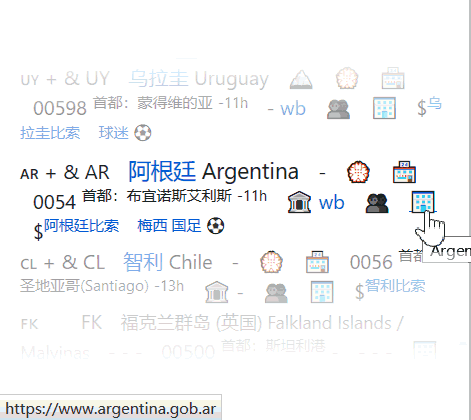 UY + & UY 乌拉圭 Uruguay
00598 首都：蒙得维的亚 -11h - wb $乌
拉圭比索 球迷
AR + & AR 阿根廷 Argentina -
0054 首都：布宜诺斯艾利斯 -11h wb
$阿根廷比索 梅西 国足
Argen
CL + & CL 智利 Chile - 0056 首都
圣地亚哥(Santiago) -13h - $智利比索
FK FK 福克兰群岛 (英国) Falkland Islands /
Malvinas - - - 00500 首都：斯坦利港 -
https://www.argentina.gob.ar